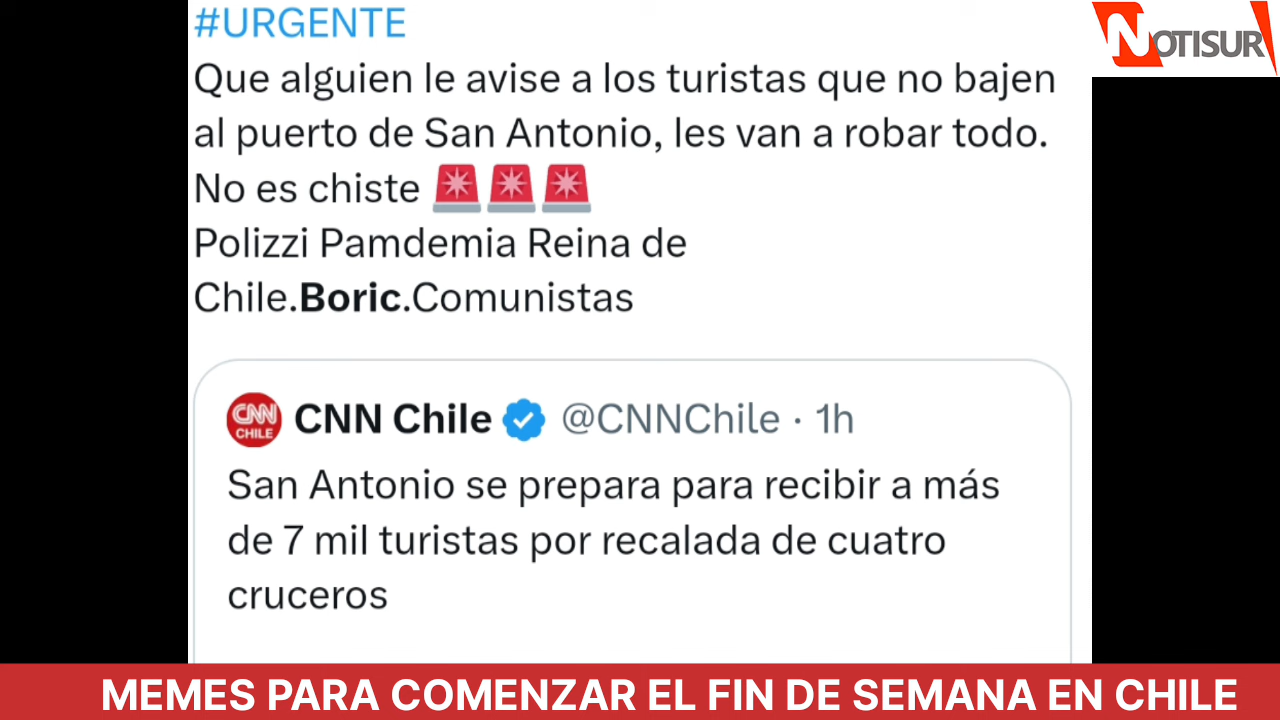 #URGENTE
NOTISUR
Que alguien le avise a los turistas que no bajen
al puerto de San Antonio, les van a robar todo.
No es chiste 🚨🚨🚨
Polizzi Pamdemia Reina de
Chile.Boric.Comunistas
CNN CHILE
CNN Chile @CNNChile · 1h
San Antonio se prepara para recibir a más
de 7 mil turistas por recalada de cuatro
cruceros
MEMES PARA COMENZAR EL FIN DE SEMANA EN CHILE